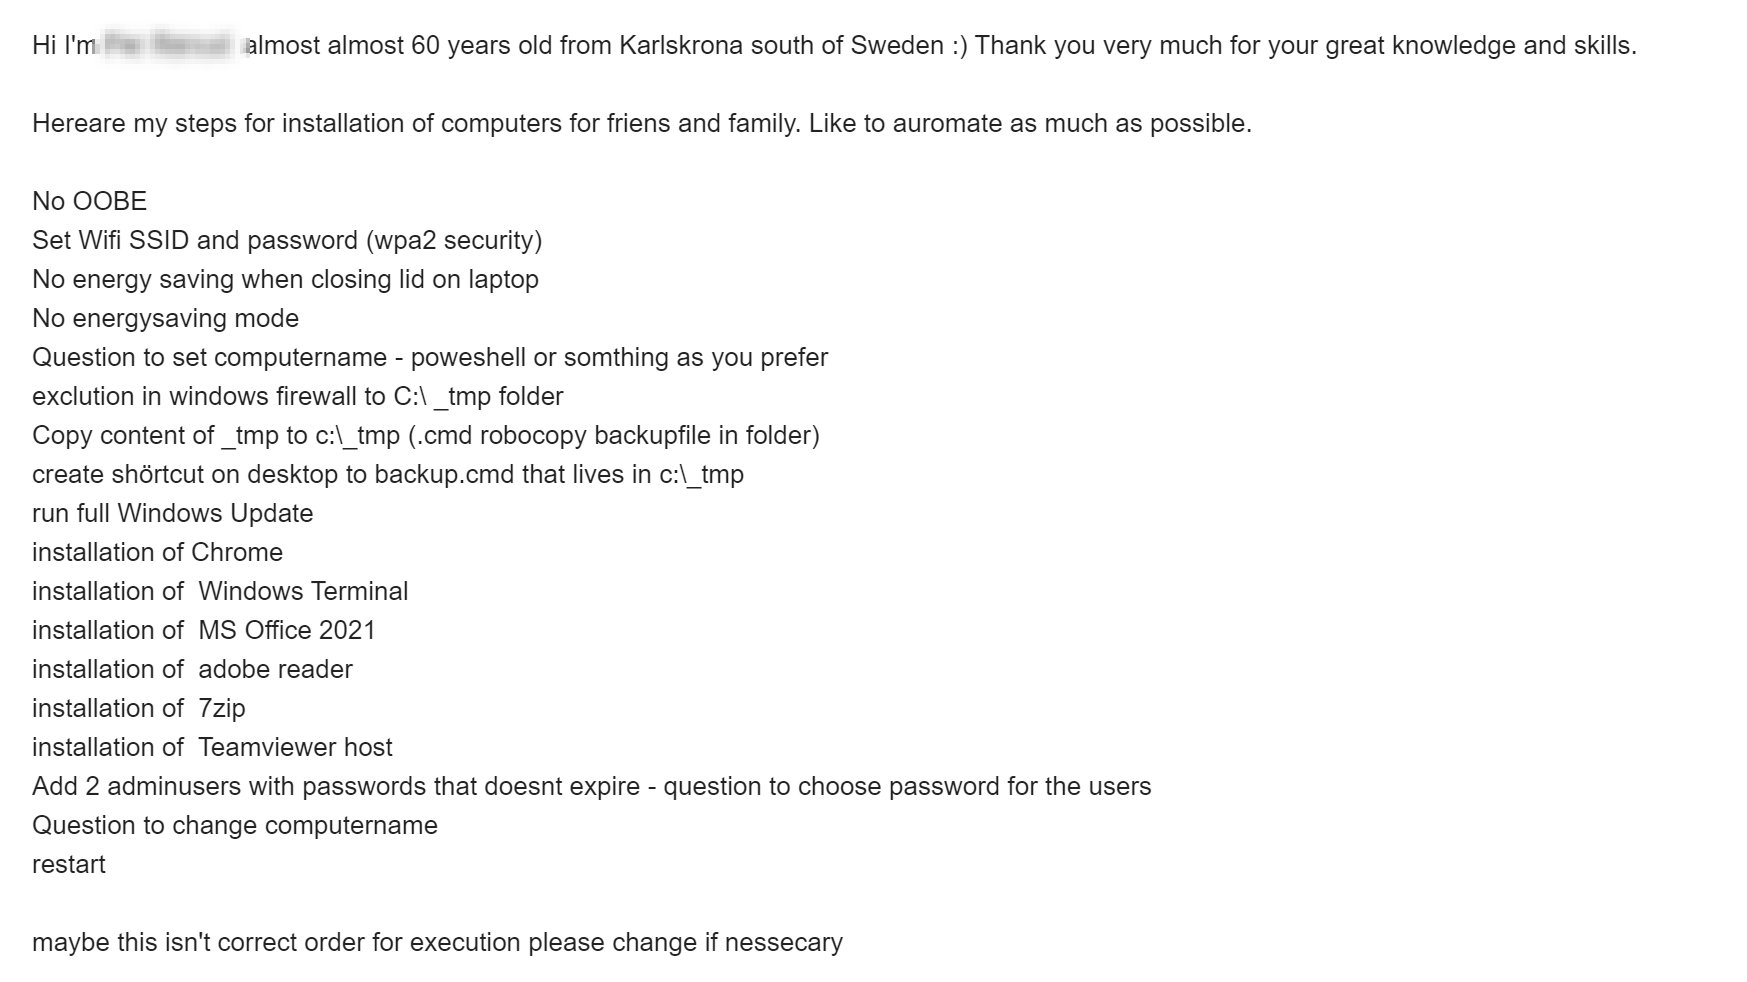 Hi I'm almost almost 60 years old from Karlskrona south of Sweden :) Thank you very much for your great knowledge and skills.
Hereare my steps for installation of computers for friens and family. Like to auromate as much as possible.
No OOBE
Set Wifi SSID and password (wpa2 security)
No energy saving when closing lid on laptop
No energysaving mode
Question to set computername - poweshell or somthing as you prefer
exclution in windows firewall to C:\ _tmp folder
Copy content of _tmp to c:\_tmp (.cmd robocopy backupfile in folder)
create shörtcut on desktop to backup.cmd that lives in c:\_tmp
run full Windows Update
installation of Chrome
installation of  Windows Terminal
installation of  MS Office 2021
installation of  adobe reader
installation of  7zip
installation of  Teamviewer host
Add 2 adminusers with passwords that doesnt expire - question to choose password for the users
Question to change computername
restart
maybe this isn't correct order for execution please change if nessecary